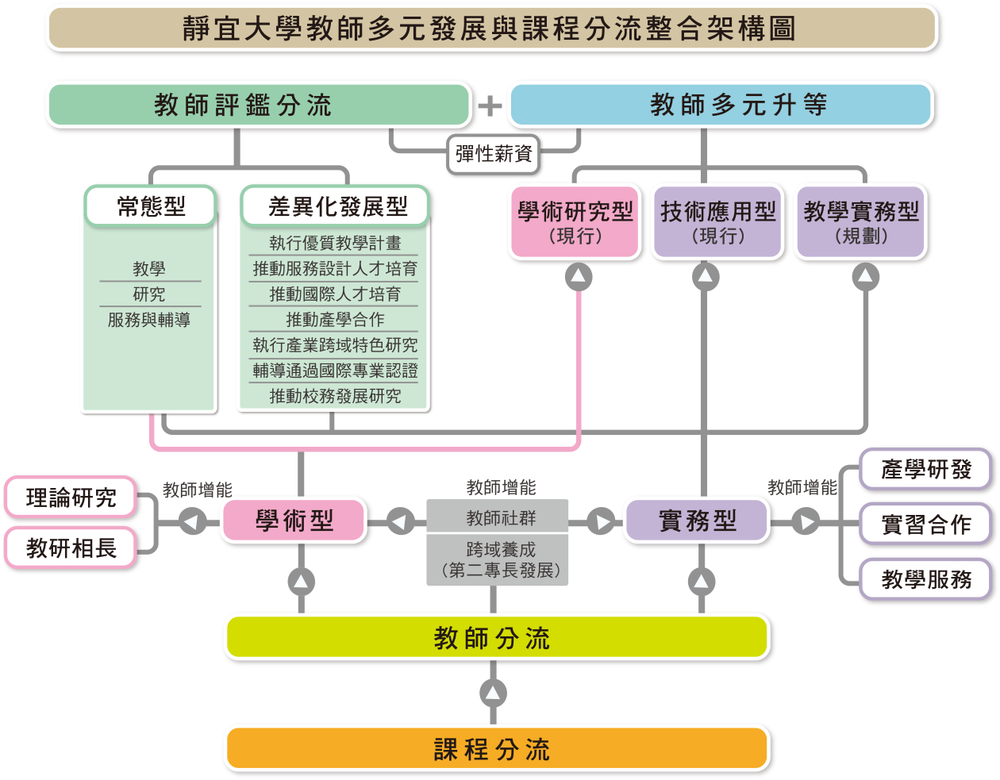 靜宜大學教師多元發展與課程分流整合架構圖
教師評鑑分流
教師多元升等
彈性薪資
常態型
教學
研究
服務與輔導
差異化發展型
執行優質教學計畫
推動服務設計人才培育
推動國際人才培育
推動產學合作
執行產業跨域特色研究
輔導通過國際專業認證
推動校務發展研究
學術研究型
（現行）
技術應用型
（現行）
教學實務型
（規劃）
理論研究
教研相長
教師增能
學術型
教師增能
教師社群
跨域養成
（第二專長發展）
實務型
教師增能
產學研發
實習合作
教學服務
教師分流
課程分流